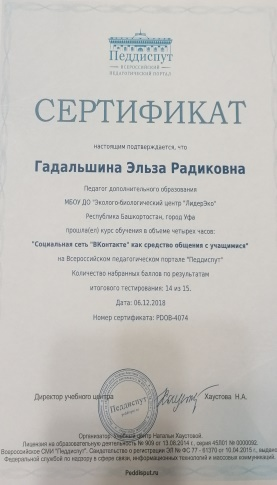 Педдиспут
ВСЕРОССИЙСКИЙ
ПЕДАГОГИЧЕСКИЙ ПОРТАЛ
СЕРТИФИКАТ
настоящим подтверждается, что
Гадальшина Эльза Радиковна
Педагог дополнительного образования
МБОУ ДО "Эколого-биологический центр "ЛидерЭко"
Республика Башкортостан, город Уфа
прошла(ел) курс обучения в объеме четырех часов:
"Социальная сеть "ВКонтакте" как средство общения с учащимися"
на Всероссийском педагогическом портале "Педдиспут"
Количество набранных баллов по результатам
итогового тестирования: 14 из 15.
Дата: 06.12.2018
Номер сертификата: PDOB-4074
Директор учебного центра
Хаустова Н.А.
Педдиспут
Организатор: Учебный центр Натальи Хаустовой.
Лицензия на образовательную деятельность № 909 от 13.08.2014 г. серия 45Л01 № 0000092.
Всероссийское СМИ "Педдиспут". Свидетельство о регистрации ЭЛ № ФС 77 - 61370 от 10.04.2015 г., выдано
Федеральной службой по надзору в сфере связи, информационных технологий и массовых коммуникаций.
Peddisput.ru